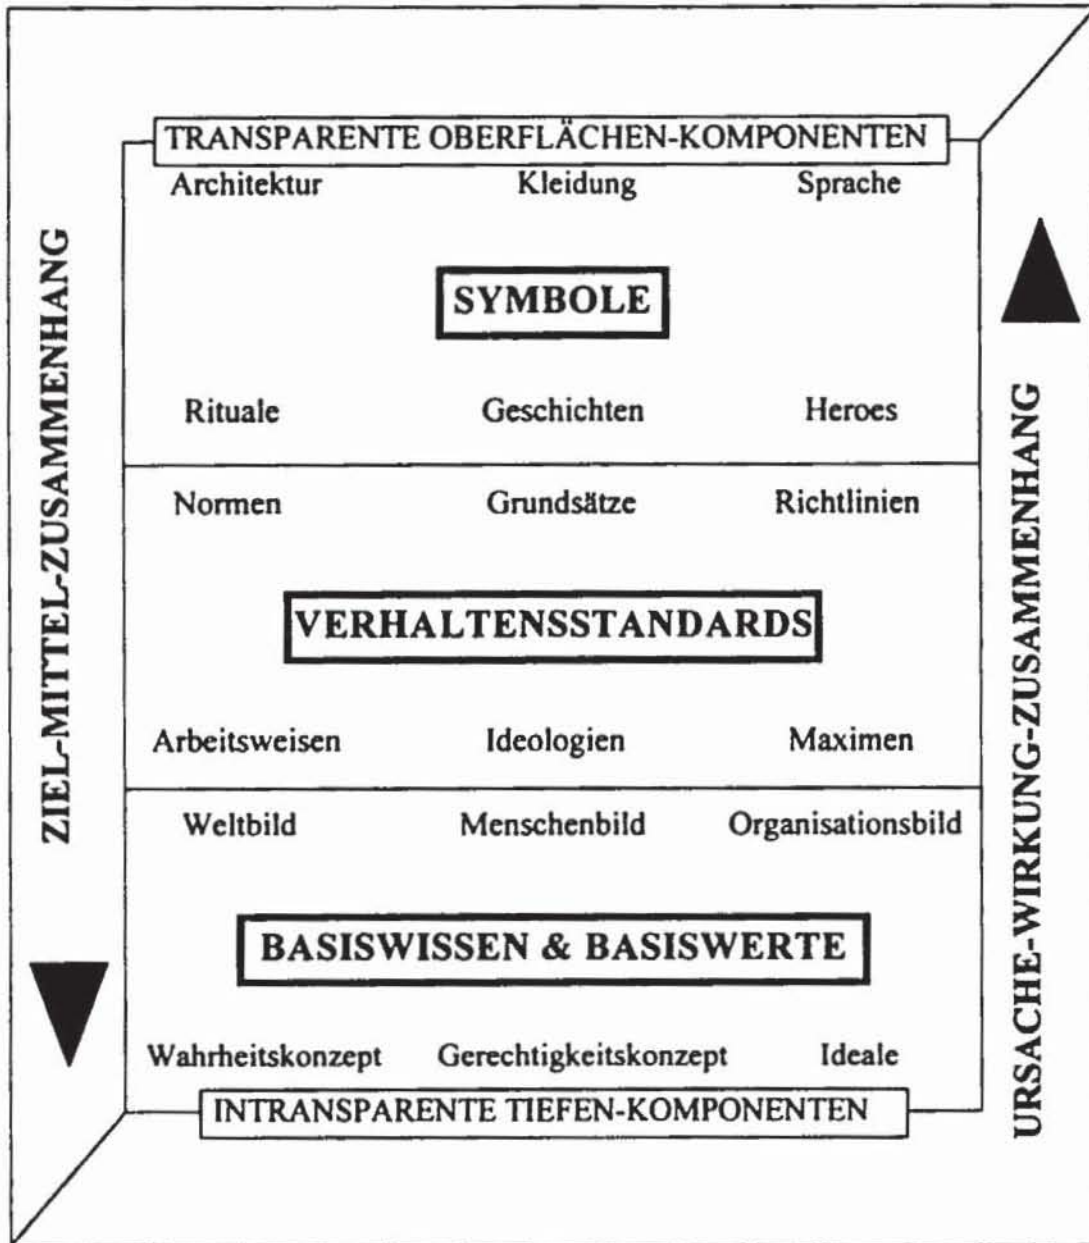 TRANSPARENTE OBERFLÄCHEN-KOMPONENTEN
Architektur Kleidung Sprache
SYMBOLE
Rituale Geschichten Heroes
Normen Grundsätze Richtlinien
VERHALTENSSTANDARDS
Arbeitsweisen Ideologien Maximen
Weltbild Menschenbild Organisationsbild
BASISWISSEN & BASISWERTE
Wahrheitskonzept Gerechtigkeitskonzept Ideale
INTRANSPARENTE TIEFEN-KOMPONENTEN
ZIEL-MITTEL-ZUSAMMENHANG
URSACHE-WIRKUNG-ZUSAMMENHANG